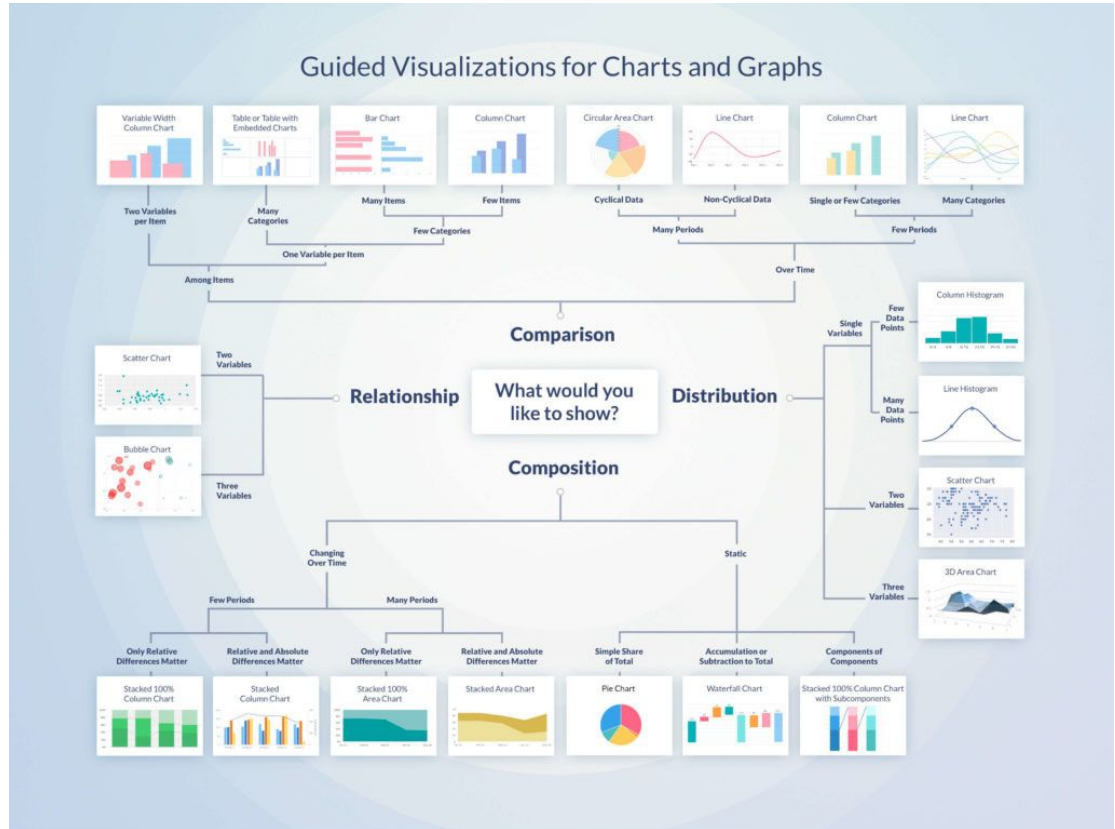 Guided Visualizations for Charts and Graphs
Variable Width
Column Chart
Table or Table with
Embedded Charts
Bar Chart
Column Chart
Circular Area Chart
Line Chart
Column Chart
Line Chart
Two Variables
per Item
Many
Categories
Many Items
Few Items
Cyclical Data
Non-Cyclical Data
Single or Few Categories
Many Categories
Few Categories
Many Periods
Few Periods
One Variable per Item
Among Items
Over Time
Comparison
Relationship
What would you
like to show?
Distribution
Composition
Two
Variables
Scatter Chart
Bubble Chart
Three
Variables
Single
Variables
Few
Data
Points
Column Histogram
Many
Data
Points
Line Histogram
Two
Variables
Scatter Chart
Three
Variables
3D Area Chart
Changing
Over Time
Static
Few Periods
Many Periods
Only Relative
Differences Matter
Relative and Absolute
Differences Matter
Only Relative
Differences Matter
Relative and Absolute
Differences Matter
Simple Share
of Total
Accumulation or
Subtraction to Total
Components of
Components
Stacked 100%
Column Chart
Stacked
Column Chart
Stacked 100%
Area Chart
Stacked Area Chart
Pie Chart
Waterfall Chart
Stacked 100% Column Chart
with Subcomponents